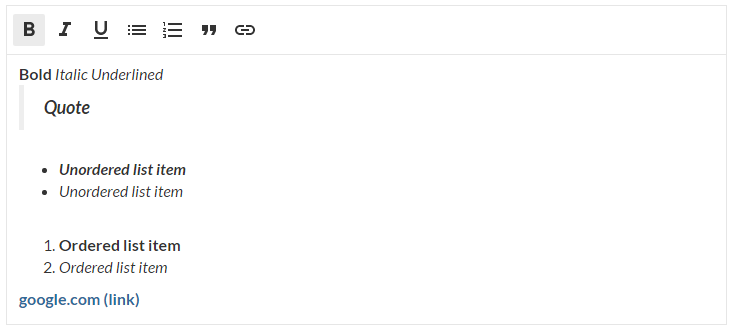 B I U
Bold Italic Underlined
Quote
Unordered list item
Unordered list item
1. Ordered list item
2. Ordered list item
google.com (link)